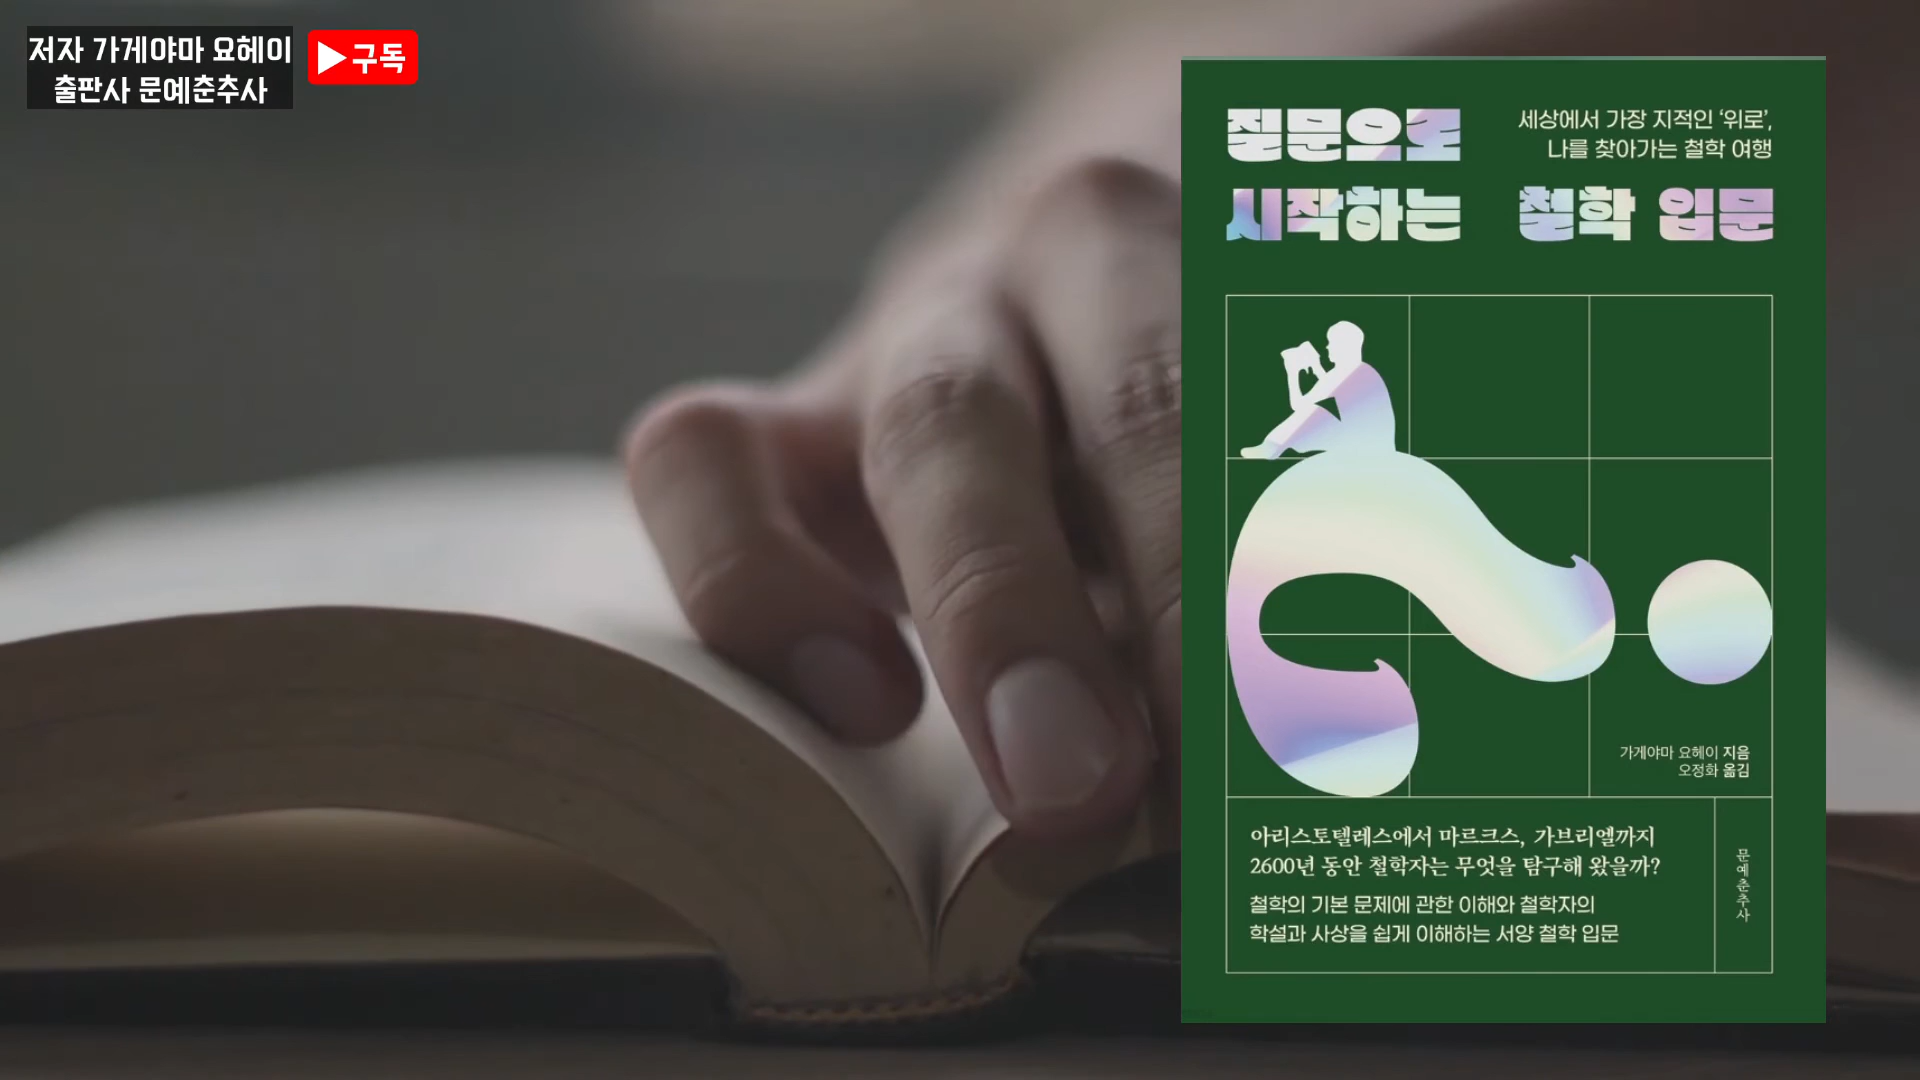 저자 가게야마 요헤이
출판사 문예춘추사
구독
질문으로
시작하는 철학 입문
세상에서 가장 지적인 ‘위로’,
나를 찾아가는 철학 여행
가게야마 요헤이 지음
오정화 옮김
아리스토텔레스에서 마르크스, 가브리엘까지
2600년 동안 철학자는 무엇을 탐구해 왔을까?
철학의 기본 문제에 관한 이해와 철학자의
학설과 사상을 쉽게 이해하는 서양 철학 입문
문예춘추사